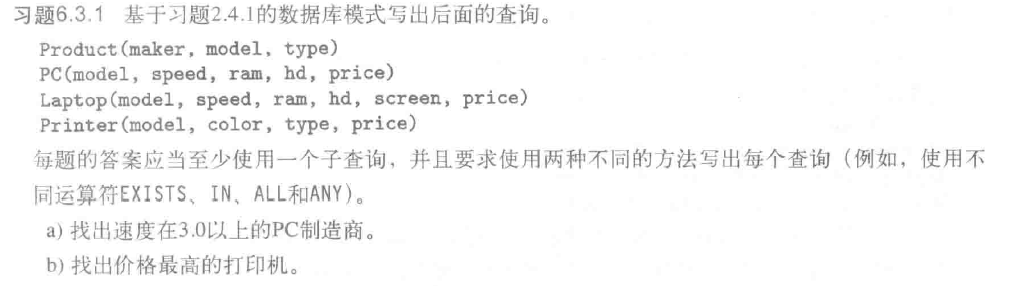 习题6.3.1 基于习题2.4.1的数据库模式写出后面的查询。
Product(maker, model, type)
PC(model, speed, ram, hd, price)
Laptop(model, speed, ram, hd, screen, price)
Printer(model, color, type, price)
每题的答案应当至少使用一个子查询，并且要求使用两种不同的方法写出每个查询（例如，使用不
同运算符EXISTS、IN、ALL和ANY）。
a) 找出速度在3.0以上的PC制造商。
b) 找出价格最高的打印机。